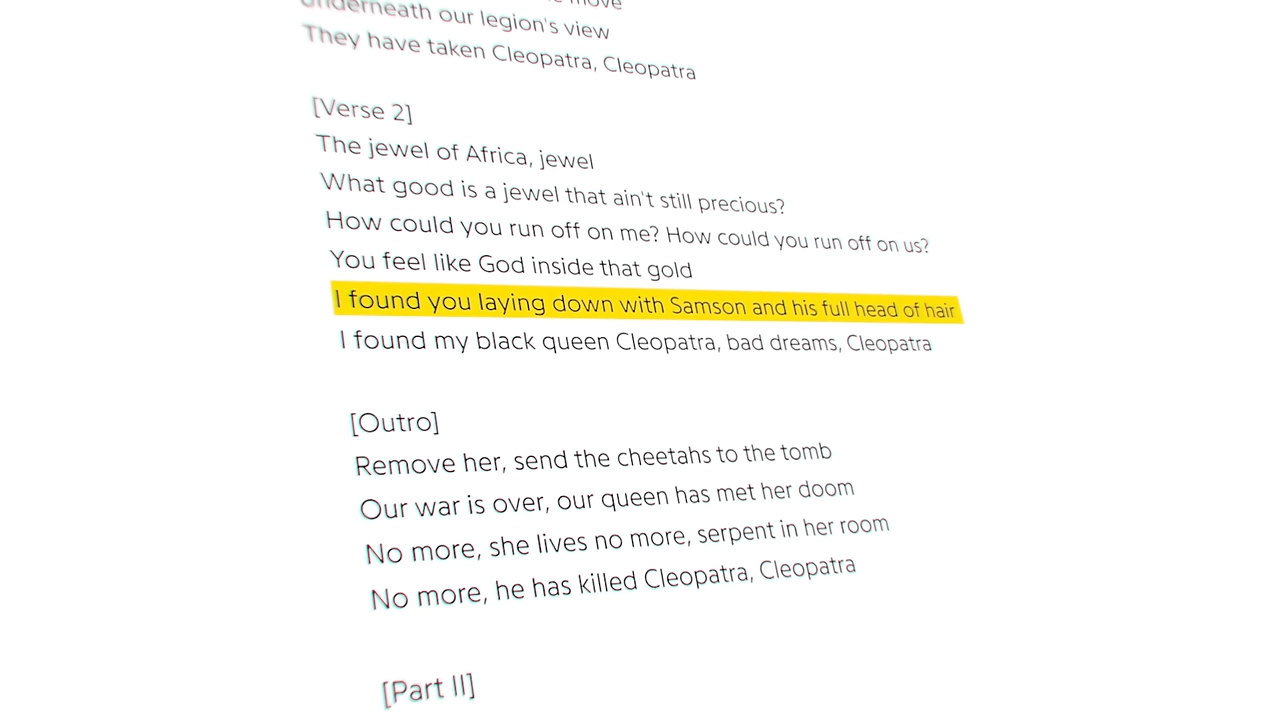 underneath our legion's view
They have taken Cleopatra, Cleopatra
[Verse 2]
The jewel of Africa, jewel
What good is a jewel that ain't still precious?
How could you run off on me? How could you run off on us?
You feel like God inside that gold
I found you laying down with Samson and his full head of hair
I found my black queen Cleopatra, bad dreams, Cleopatra
[Outro]
Remove her, send the cheetahs to the tomb
Our war is over, our queen has met her doom
No more, she lives no more, serpent in her room
No more, he has killed Cleopatra, Cleopatra
[Part II]